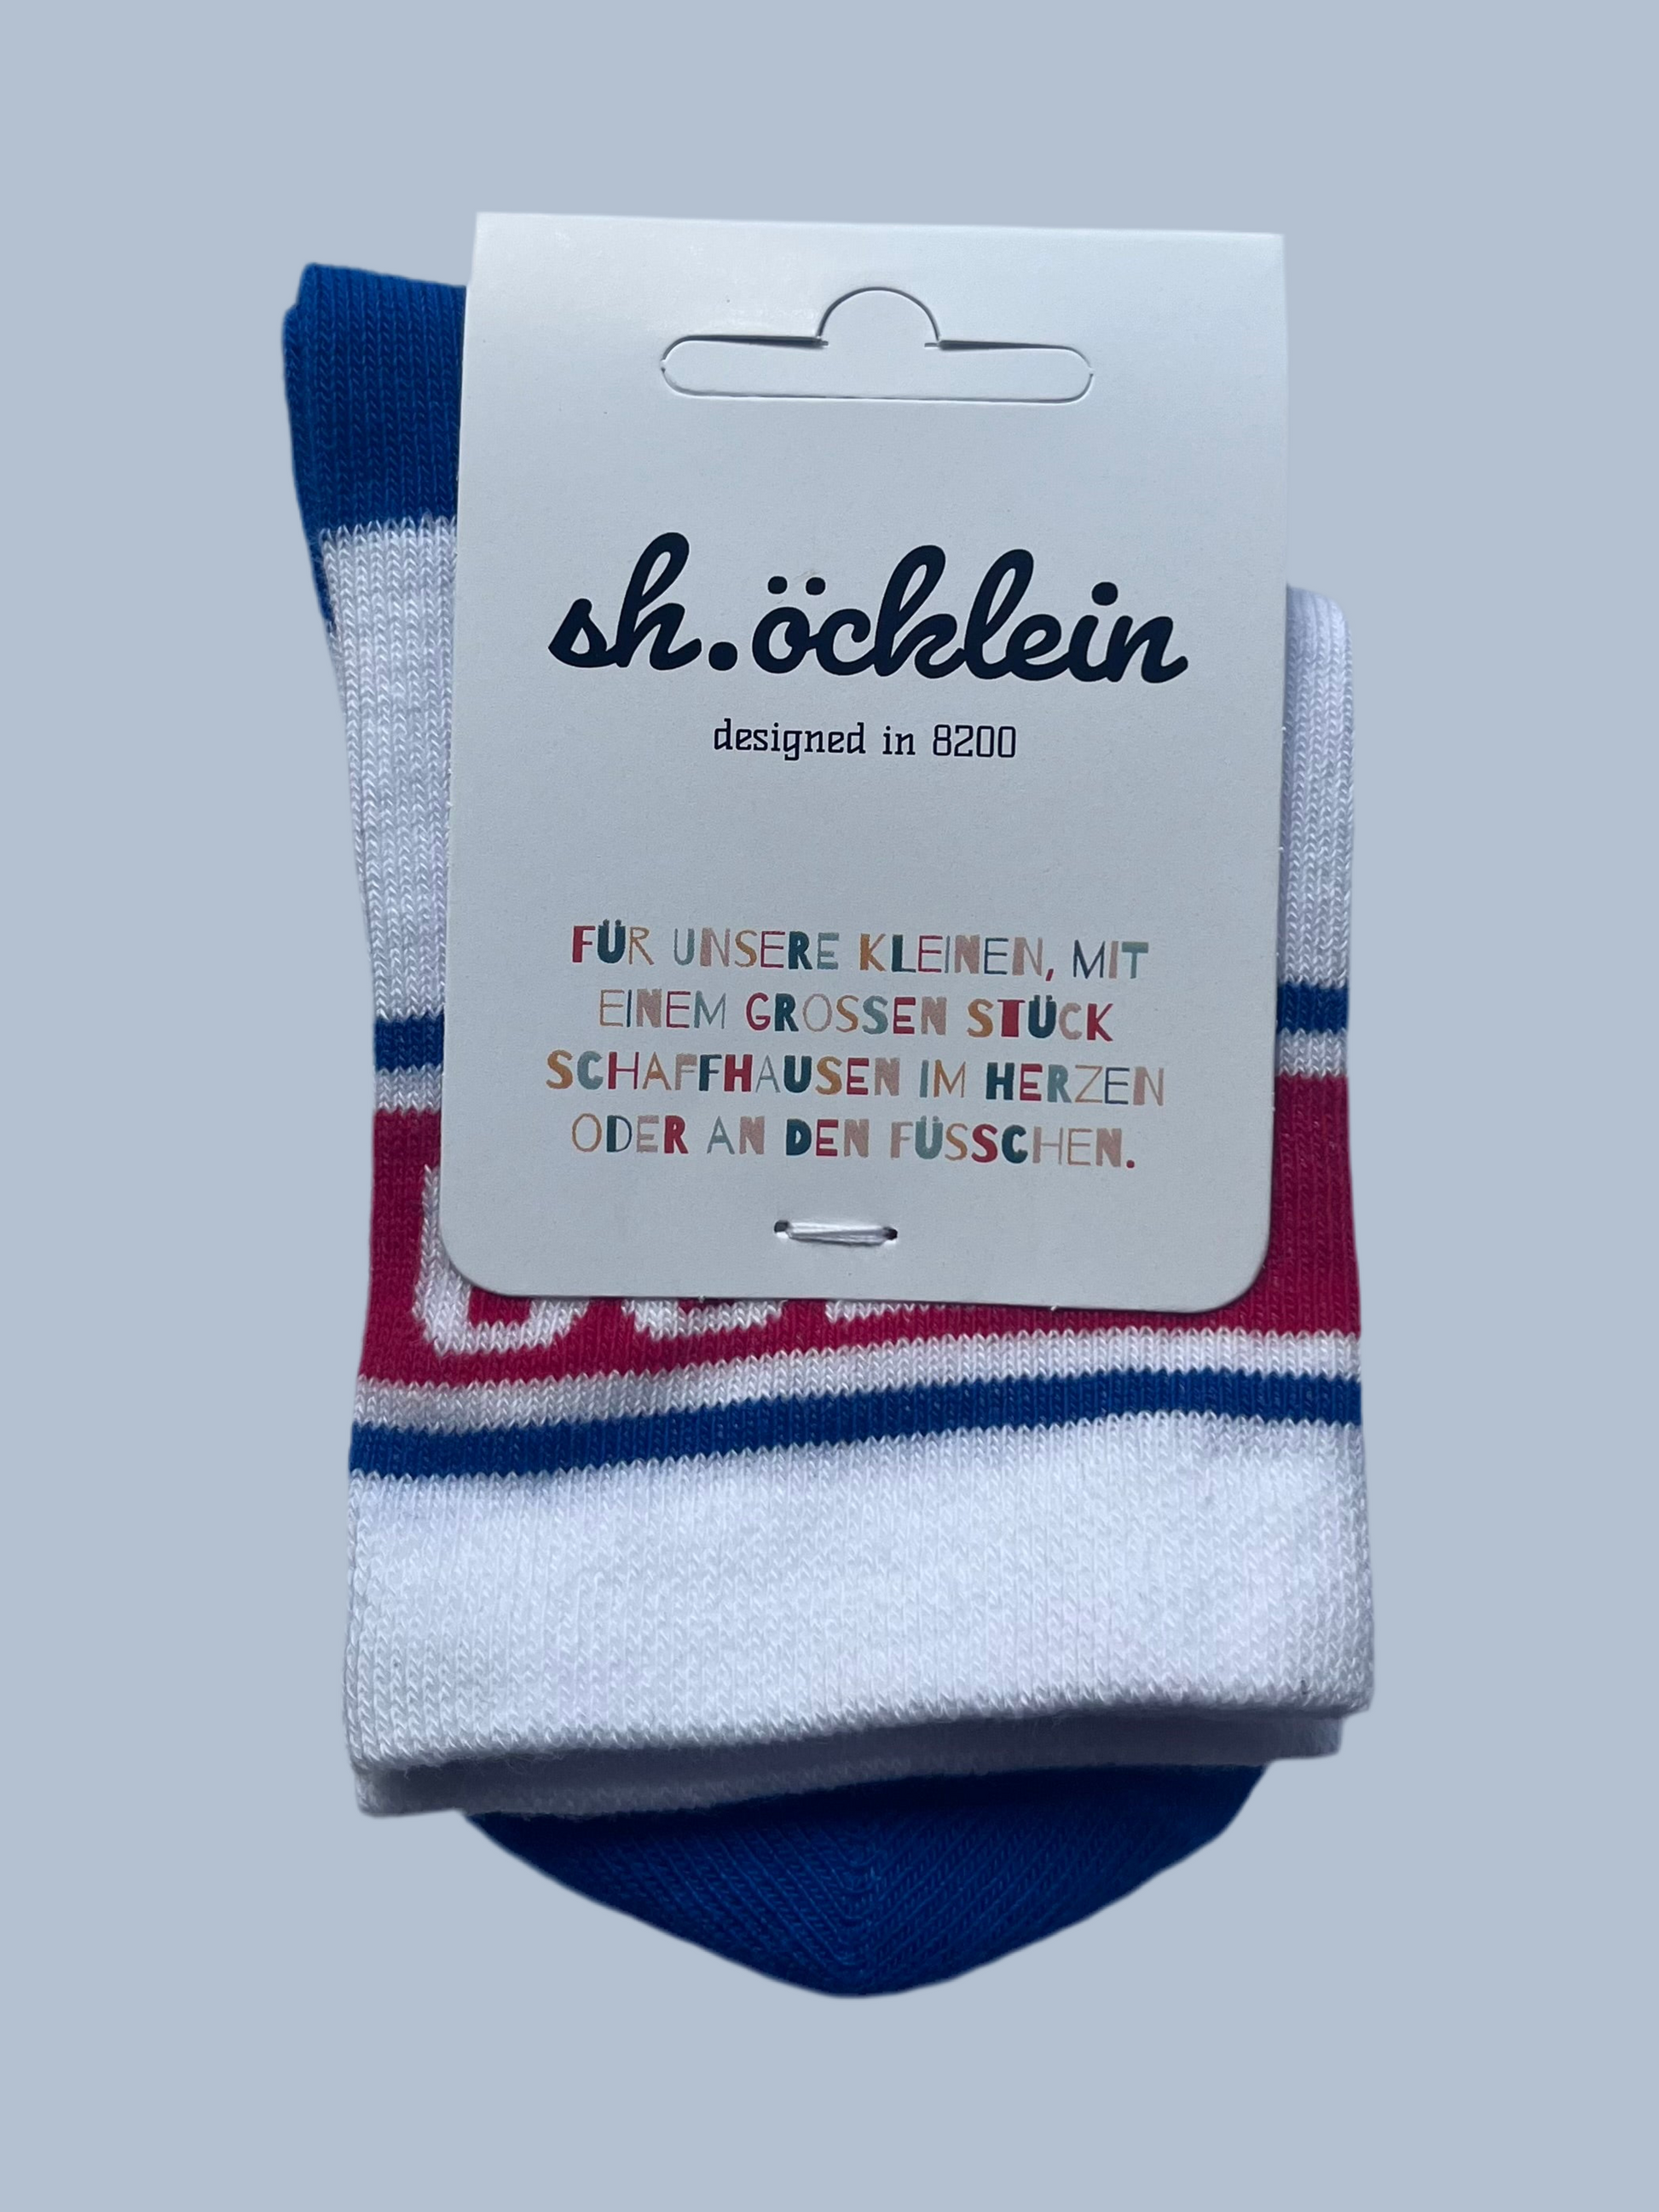 sh.öcklein
designed in 8200
FÜR UNSERE KLEINEN, MIT
EINEM GROSSEN STÜCK
SCHAFFHAUSEN IM HERZEN
ODER AN DEN FÜSSCHEN.